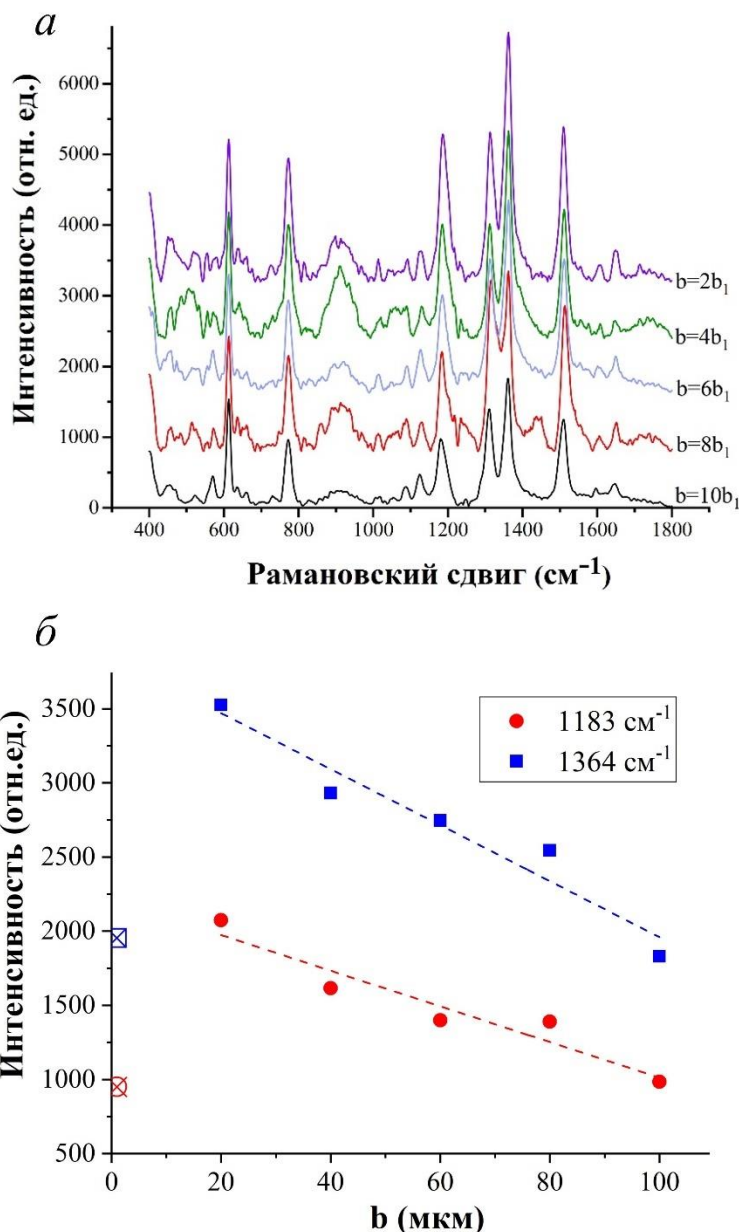 а
Интенсивность (отн. ед.)
6000
5000
4000
3000
2000
1000
0
b=2b₁
b=4b₁
b=6b₁
b=8b₁
b=10b₁
400 600 800 1000 1200 1400 1600 1800
Рамановский сдвиг (см⁻¹)
б
Интенсивность (отн.ед.)
3500
3000
2500
2000
1500
1000
500
1183 см⁻¹
1364 см⁻¹
0 20 40 60 80 100
b (мкм)